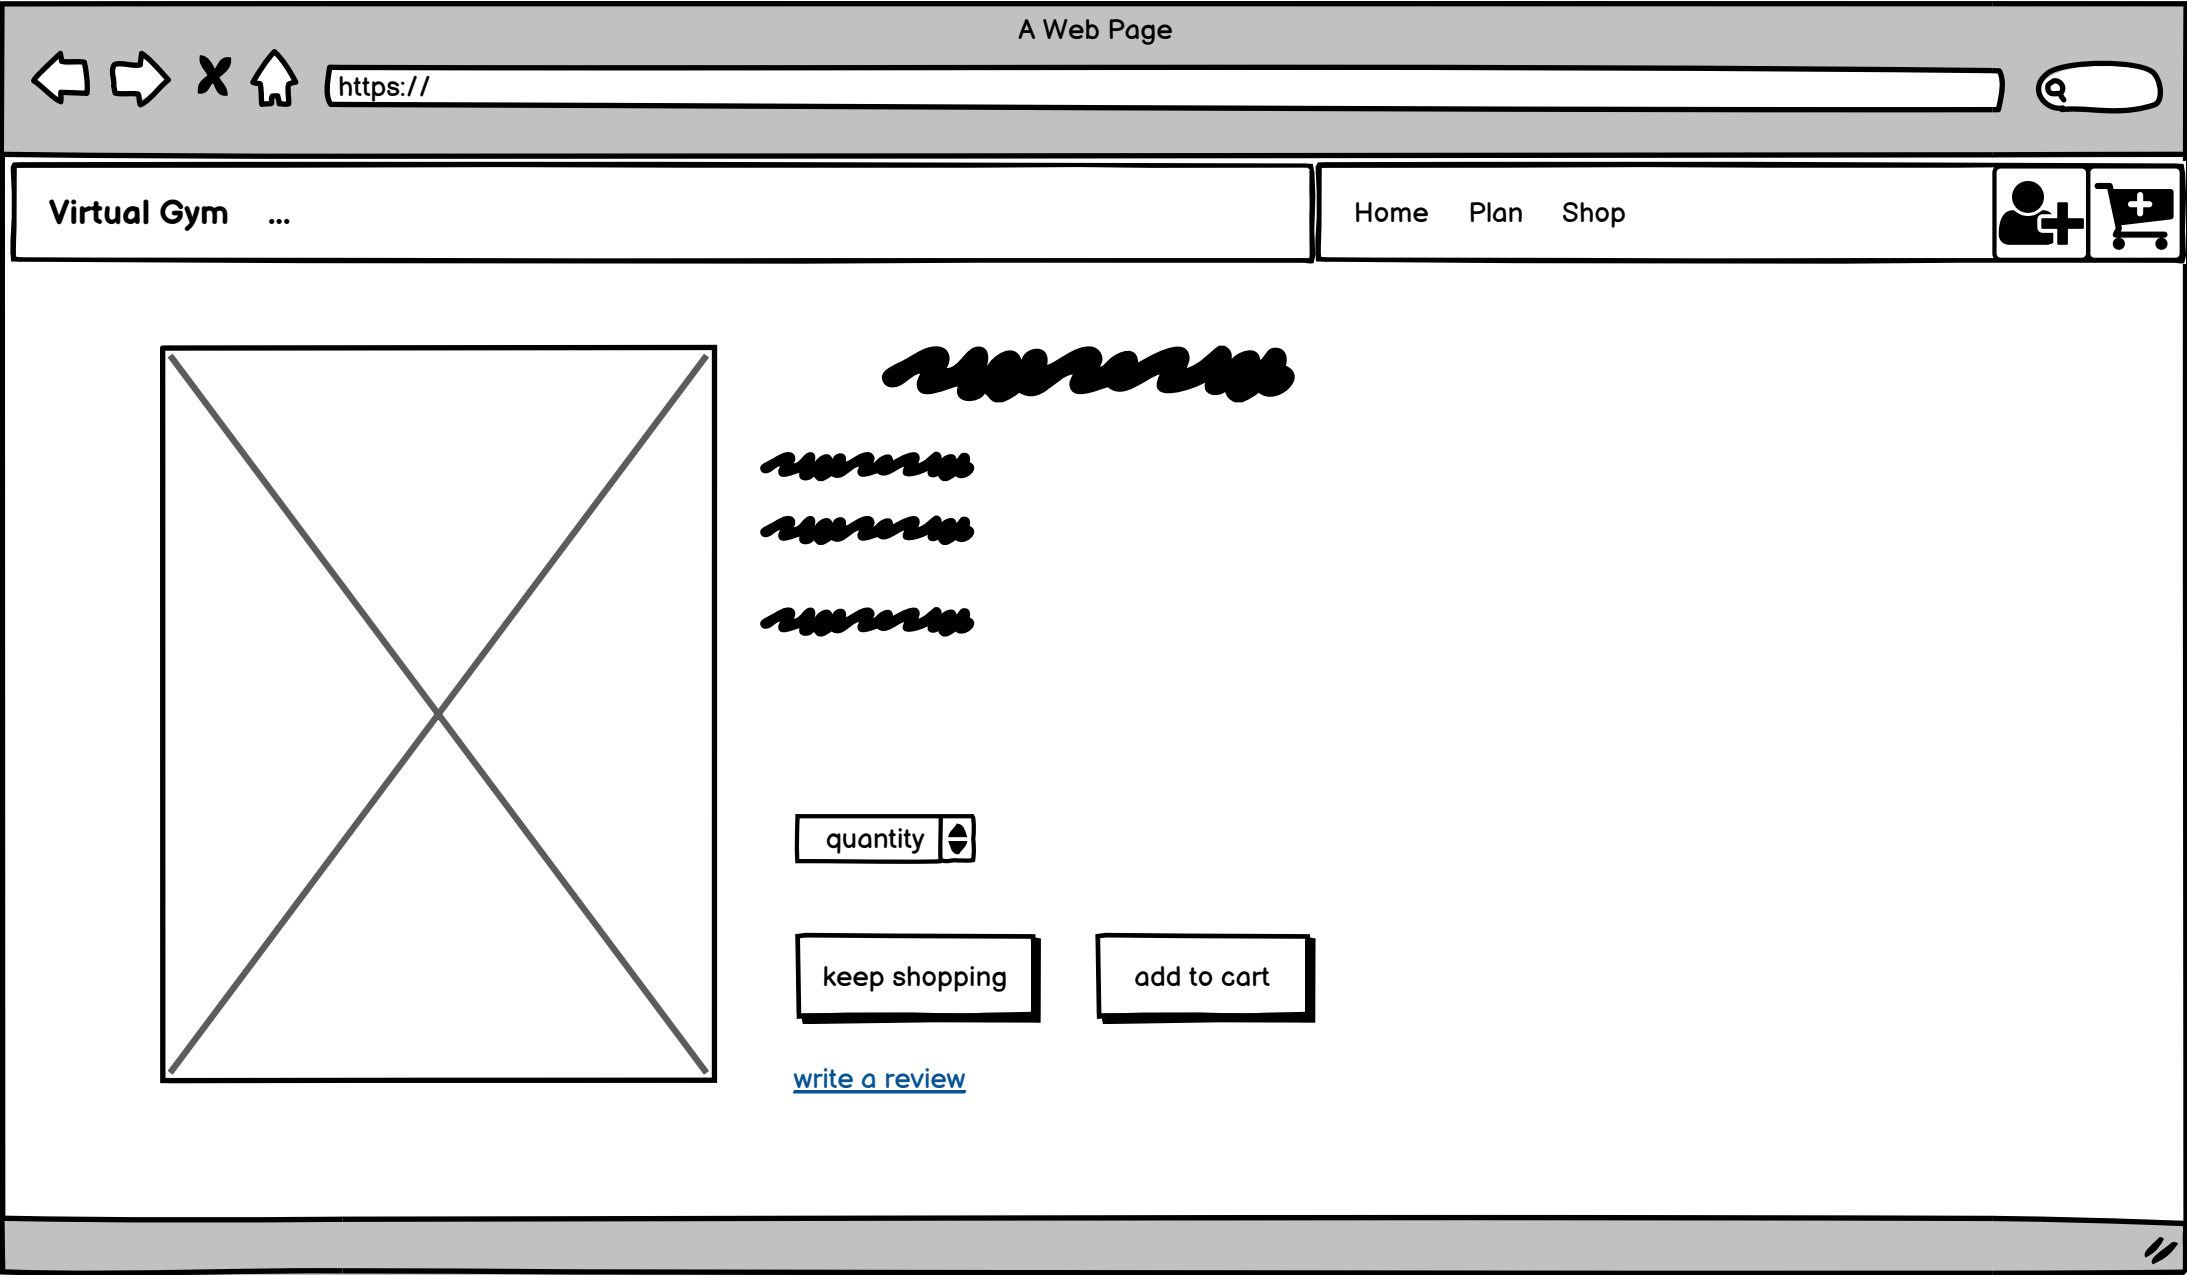 A Web Page
https://
Virtual Gym ...
Home Plan Shop
quantity
keep shopping
add to cart
write a review